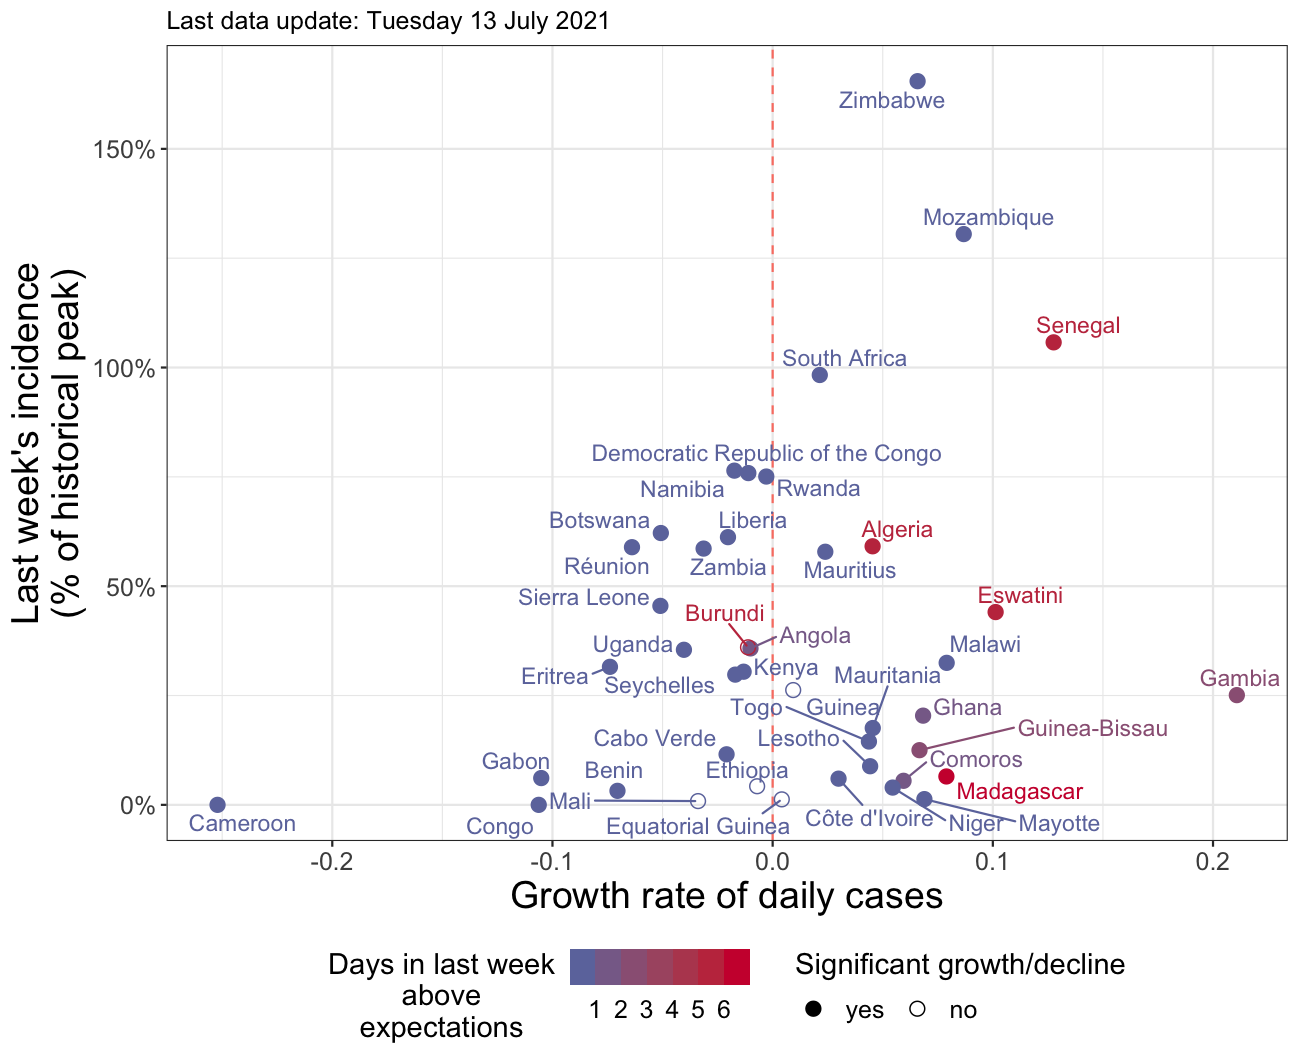 Last data update: Tuesday 13 July 2021
Zimbabwe
150%
Mozambique
Senegal
South Africa
100%
Democratic Republic of the Congo
Namibia
Rwanda
Botswana
Liberia
Algeria
Réunion
Zambia
Mauritius
50%
Sierra Leone
Eswatini
Burundi
Angola
Uganda
Malawi
Kenya
Eritrea
Seychelles
Mauritania
Gambia
Togo
Guinea
Ghana
Guinea-Bissau
Cabo Verde
Lesotho
Gabon
Benin
Ethiopia
Comoros
Madagascar
0%
Mali
Cameroon
Congo
Equatorial Guinea
Côte d'Ivoire
Niger
Mayotte
Last week's incidence
(% of historical peak)
-0.2 -0.1 0.0 0.1 0.2
Growth rate of daily cases
Days in last week
above
expectations
1 2 3 4 5 6
Significant growth/decline
yes no